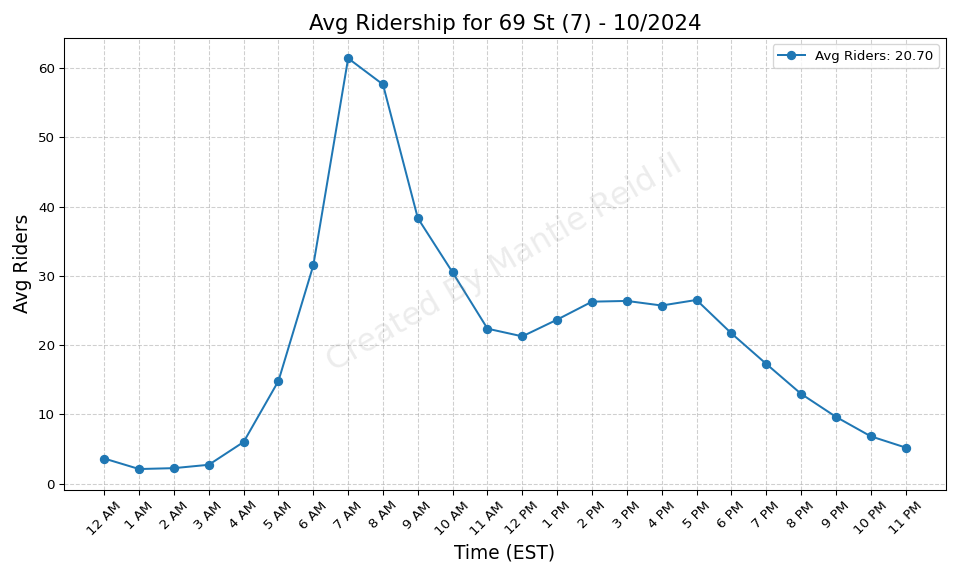 Avg Ridership for 69 St (7) - 10/2024
Avg Riders: 20.70
60
50
40
30
20
10
0
Avg Riders
Created By Mantie Reid II
12 AM
1 AM
2 AM
3 AM
4 AM
5 AM
6 AM
7 AM
8 AM
9 AM
10 AM
11 AM
12 PM
1 PM
2 PM
3 PM
4 PM
5 PM
6 PM
7 PM
8 PM
9 PM
10 PM
11 PM
Time (EST)